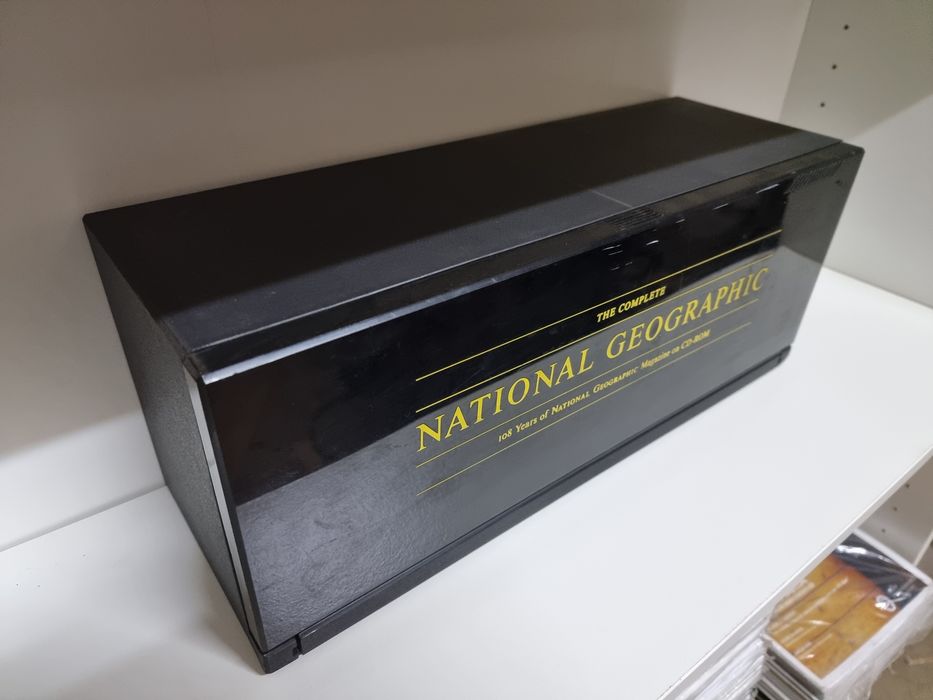 THE COMPLETE
NATIONAL GEOGRAPHIC
108 Years of NATIONAL GEOGRAPHIC Magazine on CD-ROM